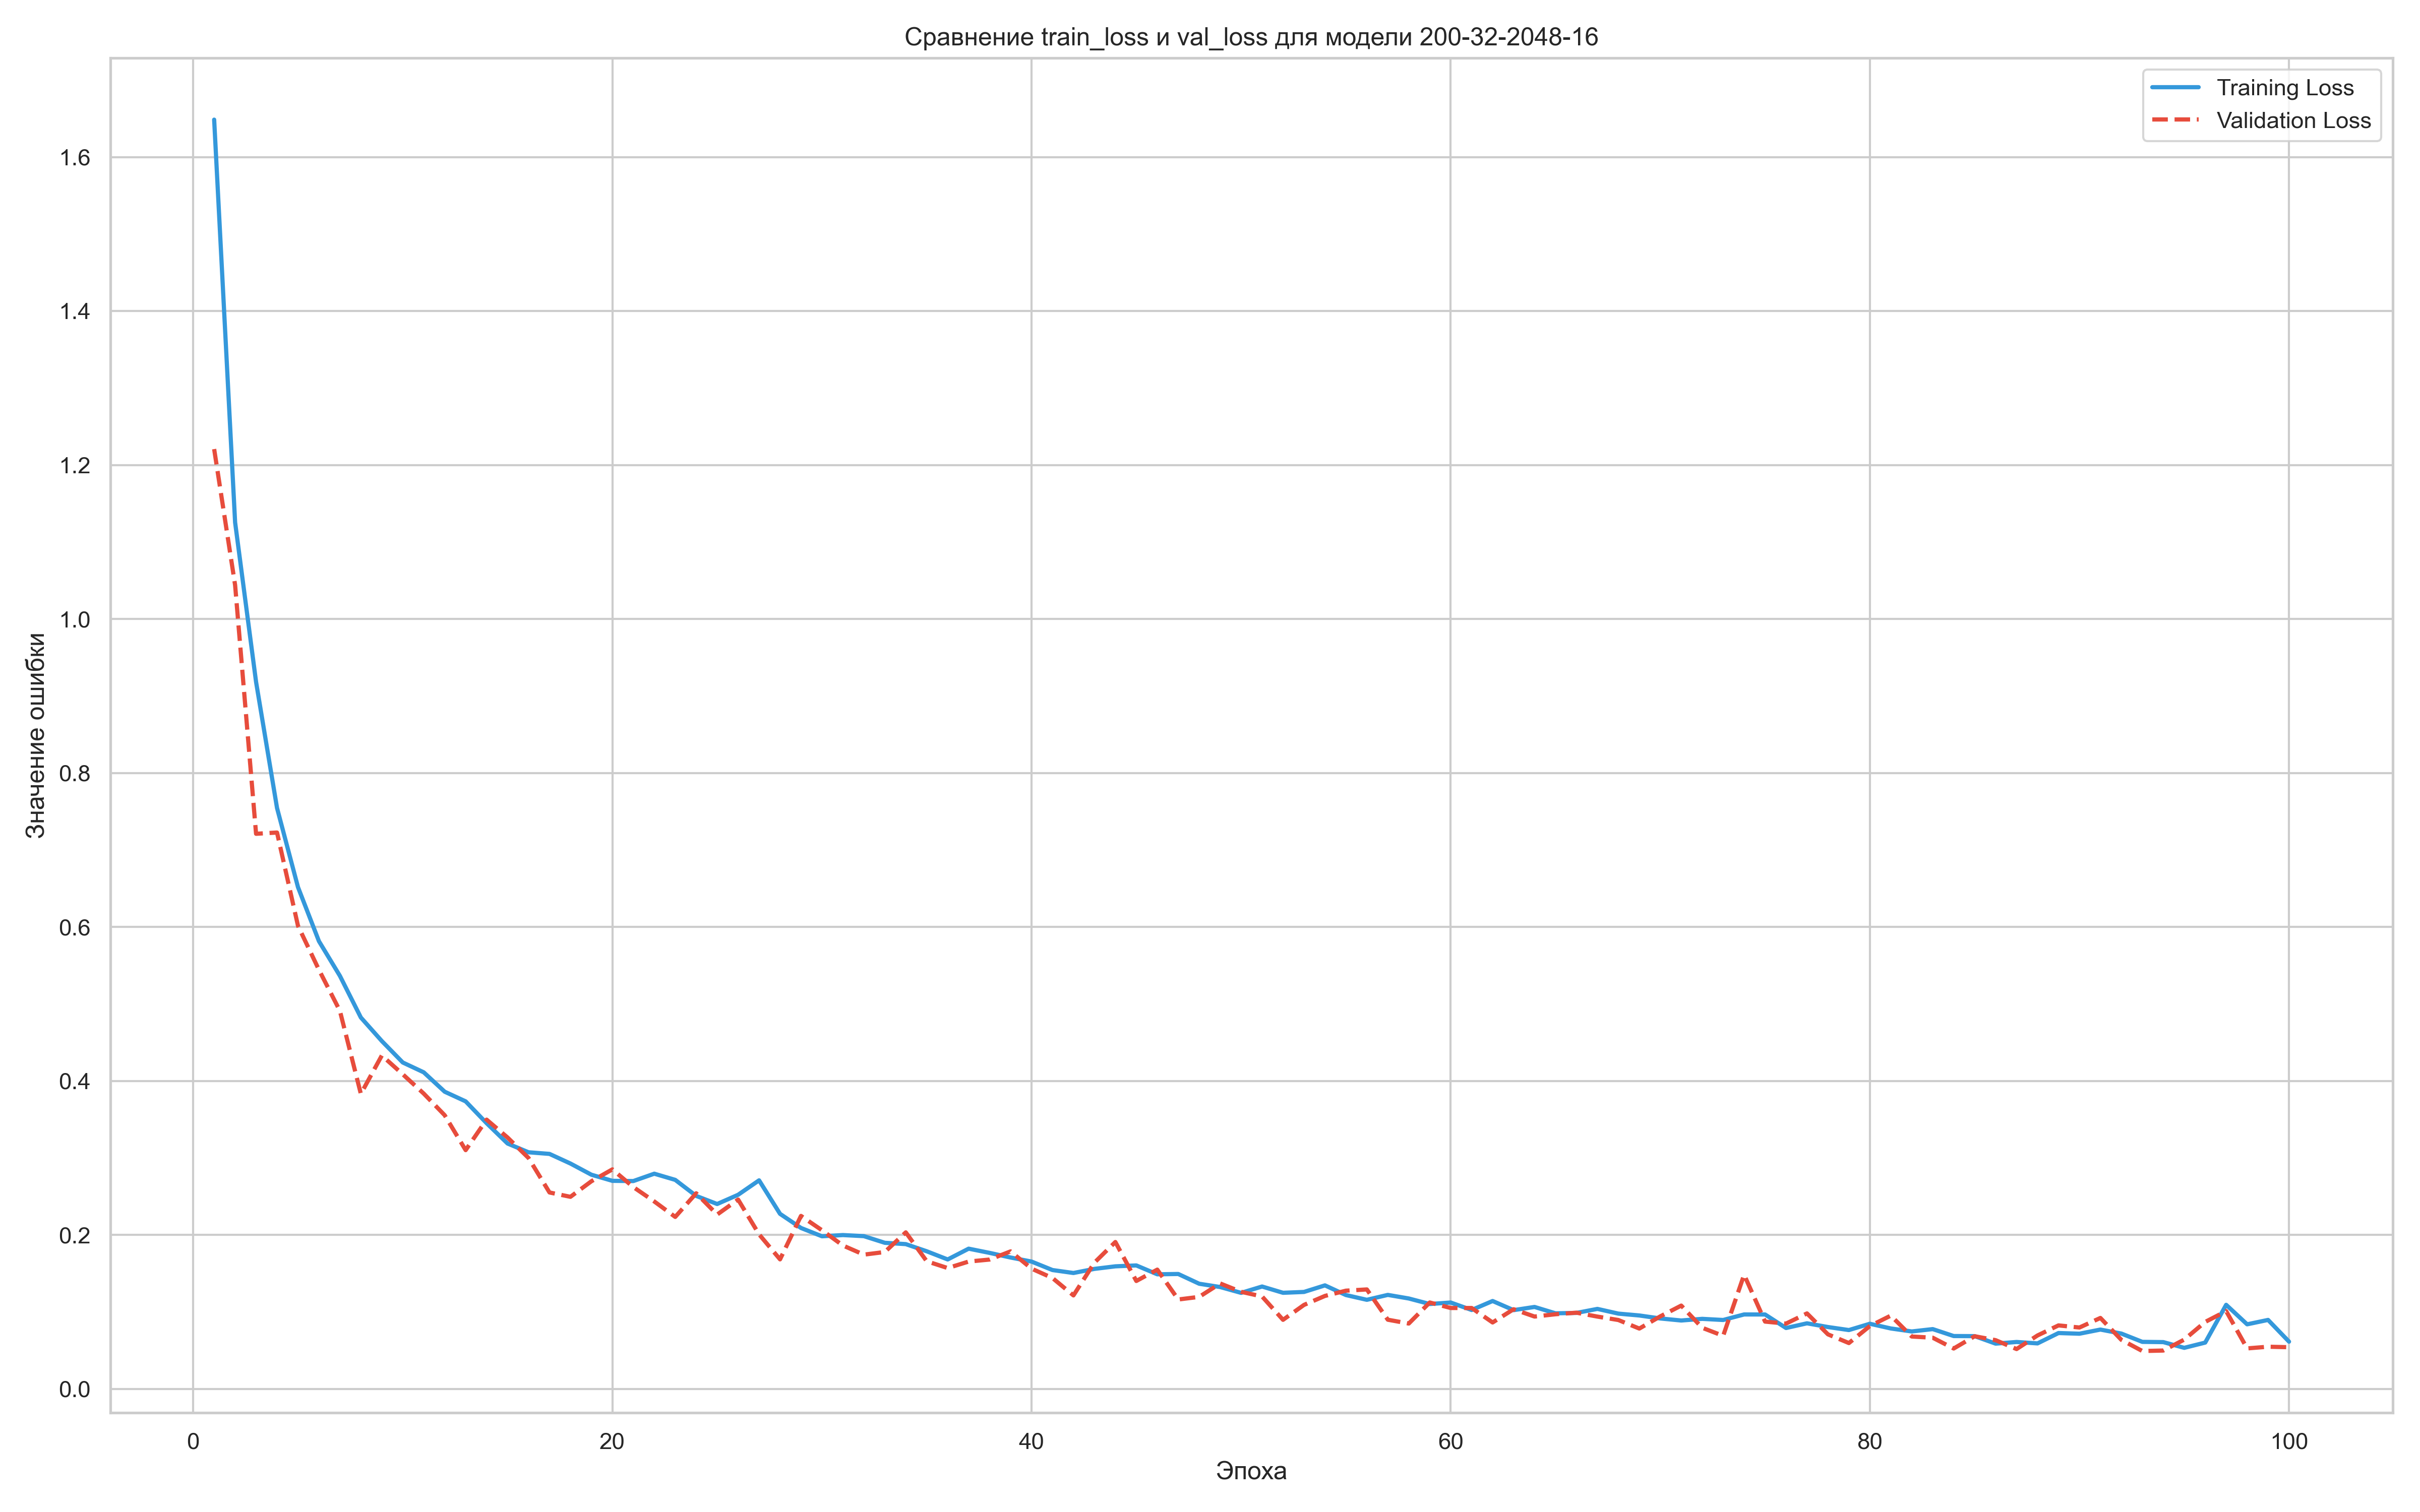 Сравнение train_loss и val_loss для модели 200-32-2048-16
Training Loss
Validation Loss
1.6
1.4
1.2
1.0
0.8
0.6
0.4
0.2
0.0
Значение ошибки
0 20 40 60 80 100
Эпоха